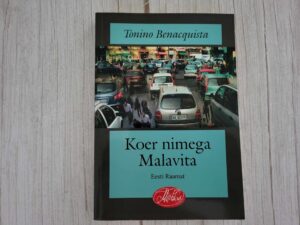 Tonino Benacquista
Koer nimega
Malavita
Eesti Raamat